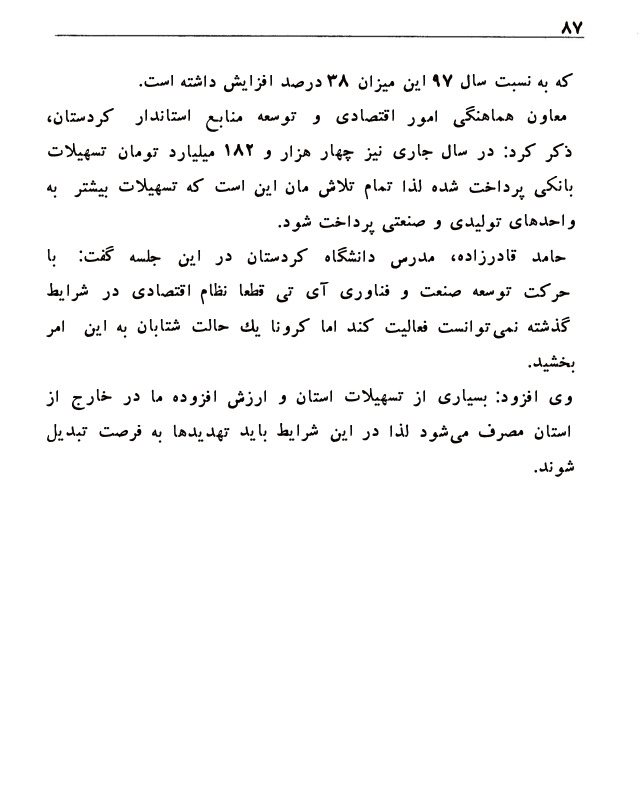 ۸۷
که به نسبت سال ۹۷ این میزان ۳۸ درصد افزایش داشته است.
معاون هماهنگی امور اقتصادی و توسعه منابع استاندار کردستان،
ذکر کرد: در سال جاری نیز چهار هزار و ۱۸۲ میلیارد تومان تسهیلات
بانکی پرداخت شده لذا تمام تلاش مان این است که تسهیلات بیشتر به
واحدهای تولیدی و صنعتی پرداخت شود.
حامد قادرزاده، مدرس دانشگاه کردستان در این جلسه گفت: با
حرکت توسعه صنعت و فناوری آی تی قطعا نظام اقتصادی در شرایط
گذشته نمی‌توانست فعالیت کند اما کرونا يك حالت شتابان به این امر
بخشید.
وی افزود: بسیاری از تسهیلات استان و ارزش افزوده ما در خارج از
استان مصرف می‌شود لذا در این شرایط باید تهدیدها به فرصت تبدیل
شوند.